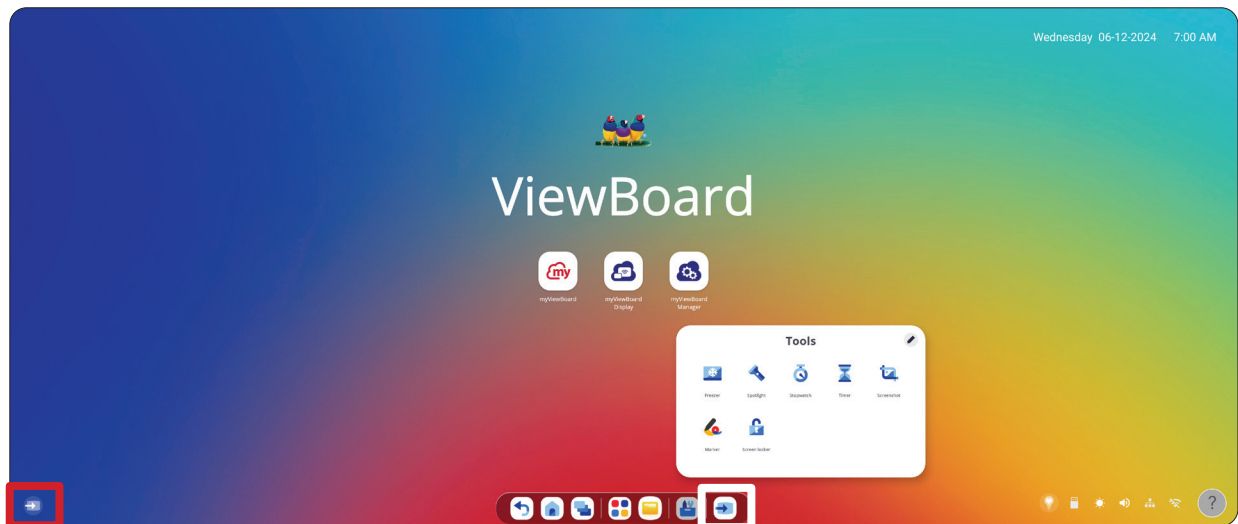 Wednesday 06-12-2024 7:00 AM
ViewBoard
my
myViewBoard
myViewBoard
Display
myViewBoard
Manager
Tools
Freezer
Spotlight
Stopwatch
Timer
Screenshot
Marker
Screen locker
?